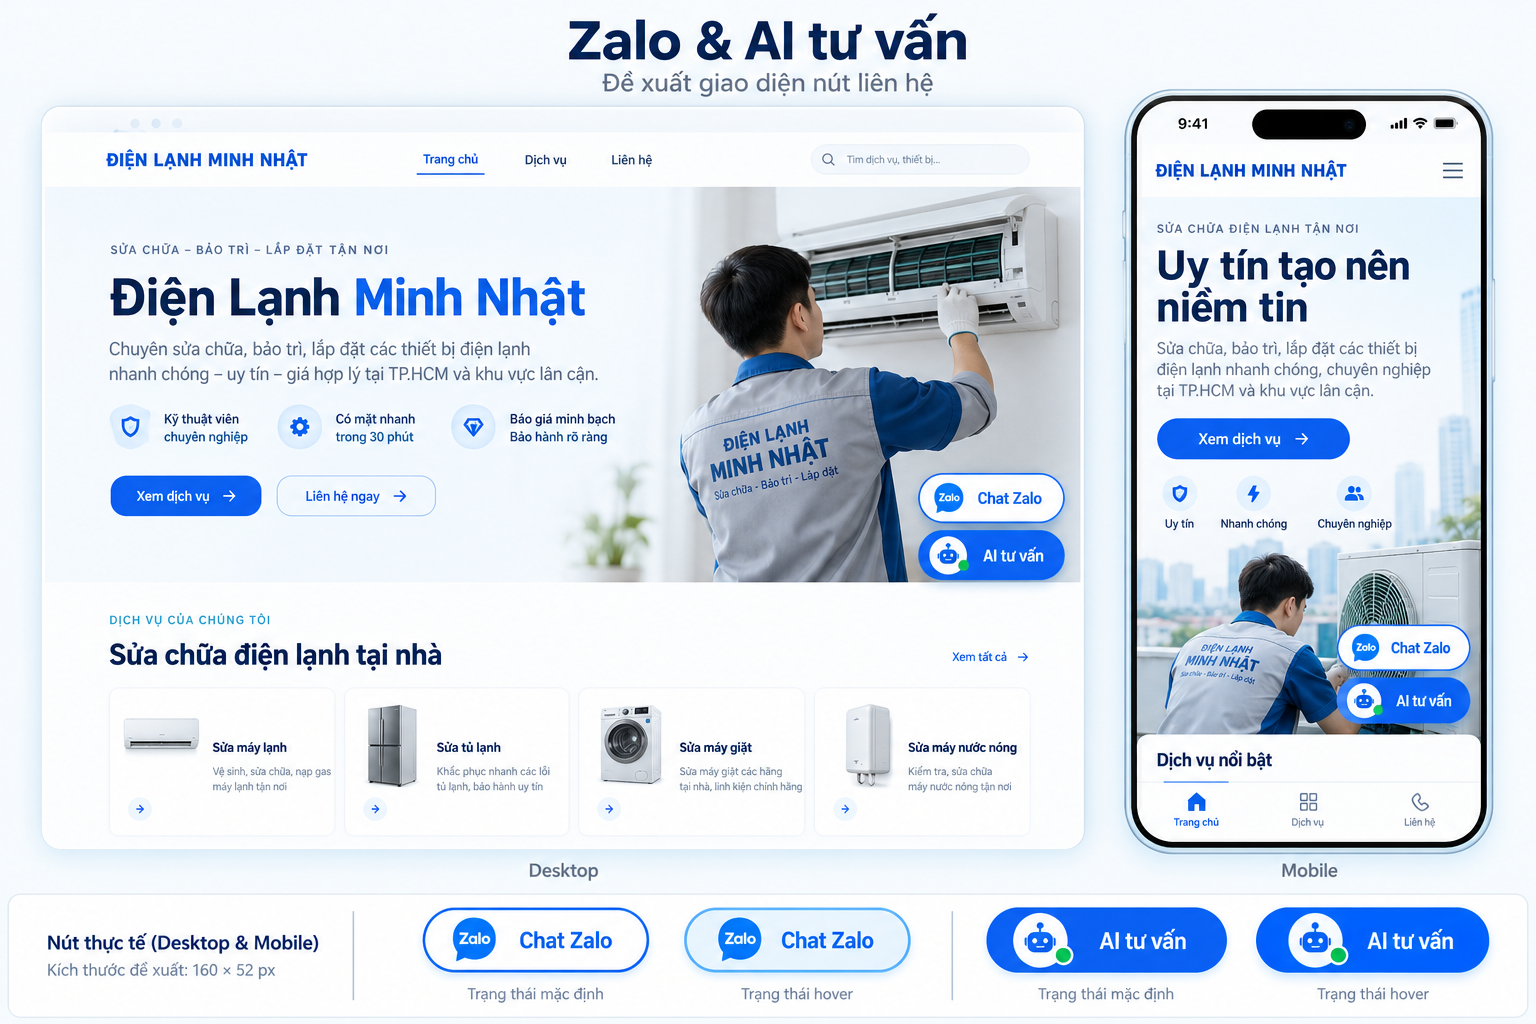 Zalo & AI tư vấn
Đề xuất giao diện nút liên hệ
ĐIỆN LẠNH MINH NHẬT
Trang chủ
Dịch vụ
Liên hệ
Tìm dịch vụ, thiết bị...
SỬA CHỮA – BẢO TRÌ – LẮP ĐẶT TẬN NƠI
Điện Lạnh Minh Nhật
Chuyên sửa chữa, bảo trì, lắp đặt các thiết bị điện lạnh
nhanh chóng – uy tín – giá hợp lý tại TP.HCM và khu vực lân cận.
Kỹ thuật viên
chuyên nghiệp
Có mặt nhanh
trong 30 phút
Báo giá minh bạch
Bảo hành rõ ràng
Xem dịch vụ →
Liên hệ ngay →
ĐIỆN LẠNH
MINH NHẬT
Sửa chữa - Bảo trì - Lắp đặt
Zalo Chat Zalo
AI tư vấn
DỊCH VỤ CỦA CHÚNG TÔI
Sửa chữa điện lạnh tại nhà
Xem tất cả →
Sửa máy lạnh
Vệ sinh, sửa chữa, nạp gas
máy lạnh tận nơi
Sửa tủ lạnh
Khắc phục nhanh các lỗi
tủ lạnh, bảo hành uy tín
Sửa máy giặt
Sửa máy giặt các hãng
tại nhà, linh kiện chính hãng
Sửa máy nước nóng
Kiểm tra, sửa chữa
máy nước nóng tận nơi
Desktop
9:41
ĐIỆN LẠNH MINH NHẬT
SỬA CHỮA ĐIỆN LẠNH TẬN NƠI
Uy tín tạo nên
niềm tin
Sửa chữa, bảo trì, lắp đặt các thiết bị
điện lạnh nhanh chóng, chuyên nghiệp
tại TP.HCM và khu vực lân cận.
Xem dịch vụ →
Uy tín
Nhanh chóng
Chuyên nghiệp
ĐIỆN LẠNH
MINH NHẬT
Sửa chữa - Bảo trì - Lắp đặt
Zalo Chat Zalo
AI tư vấn
Dịch vụ nổi bật
Trang chủ
Dịch vụ
Liên hệ
Mobile
Nút thực tế (Desktop & Mobile)
Kích thước đề xuất: 160 × 52 px
Zalo Chat Zalo
Trạng thái mặc định
Zalo Chat Zalo
Trạng thái hover
AI tư vấn
Trạng thái mặc định
AI tư vấn
Trạng thái hover